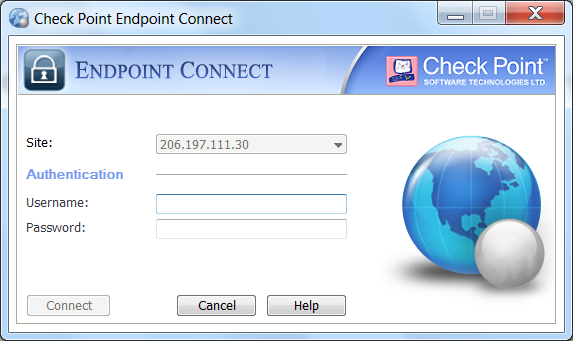 Check Point Endpoint Connect
ENDPOINT CONNECT
Check Point™
SOFTWARE TECHNOLOGIES LTD.
Site: 206.197.111.30
Authentication
Username:
Password:
Connect Cancel Help